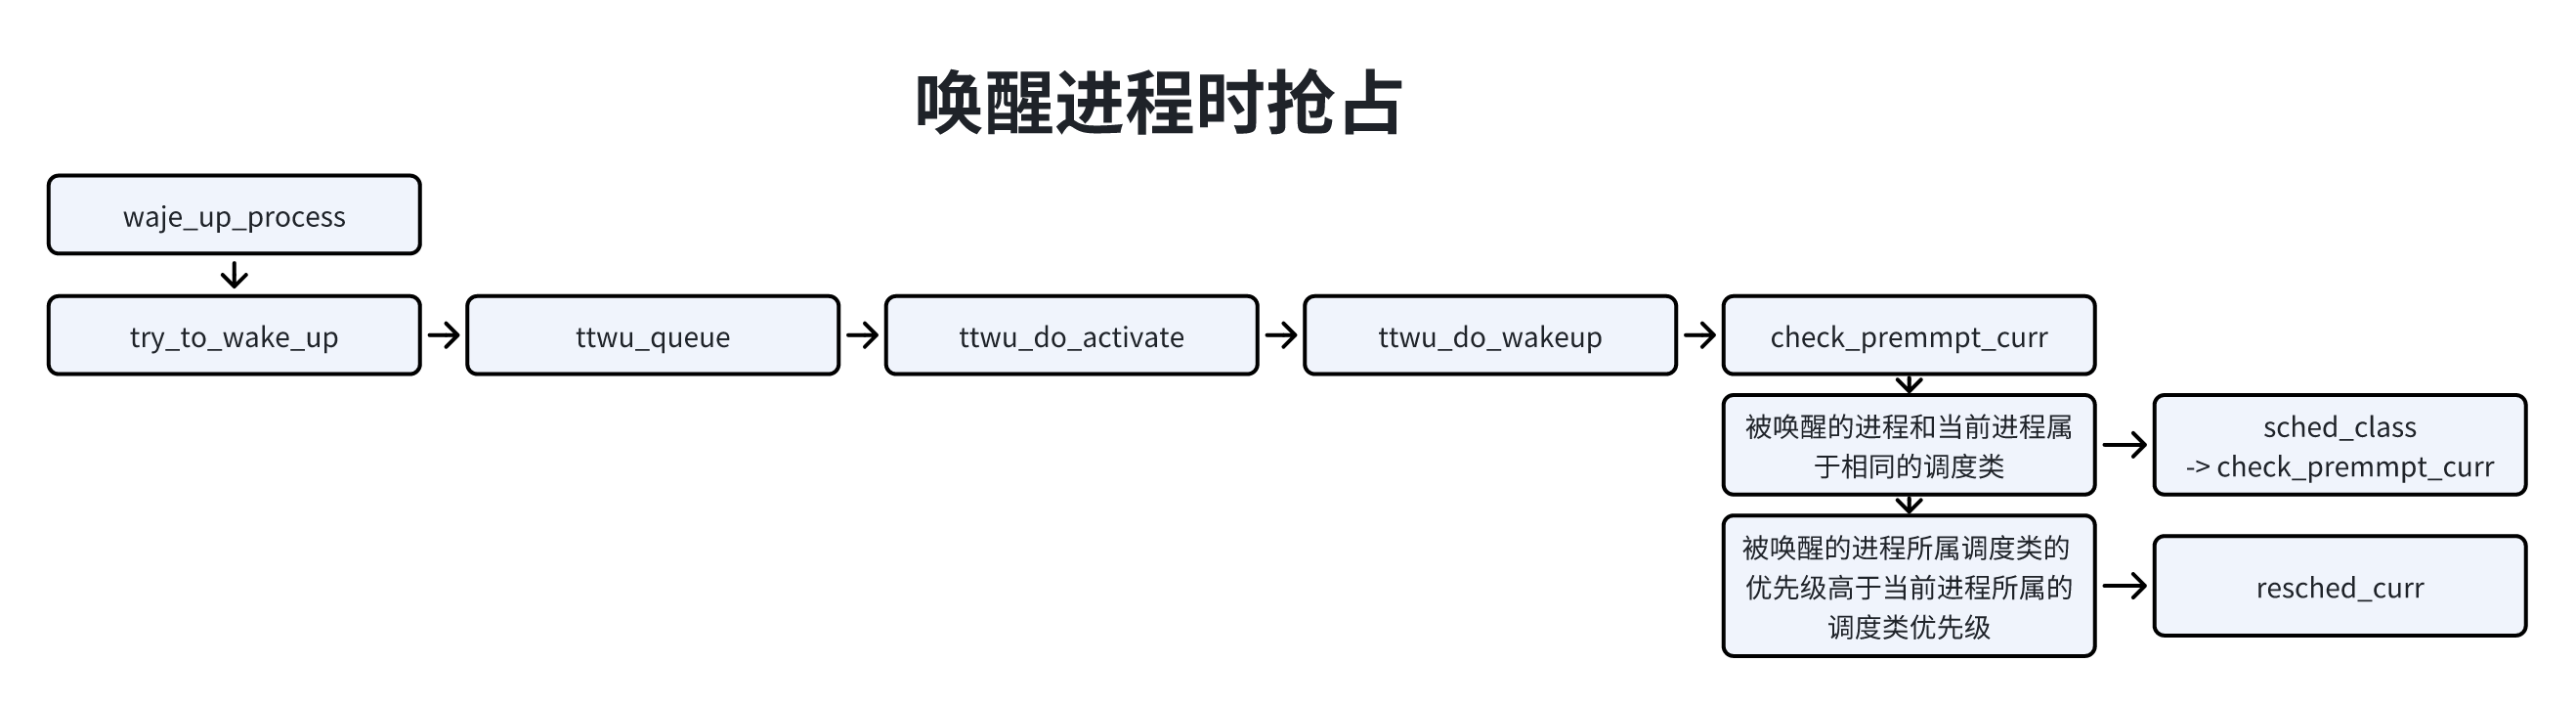 唤醒进程时抢占
waje_up_process
try_to_wake_up
ttwu_queue
ttwu_do_activate
ttwu_do_wakeup
check_premmpt_curr
被唤醒的进程和当前进程属
于相同的调度类
sched_class
-> check_premmpt_curr
被唤醒的进程所属调度类的
优先级高于当前进程所属的
调度类优先级
resched_curr